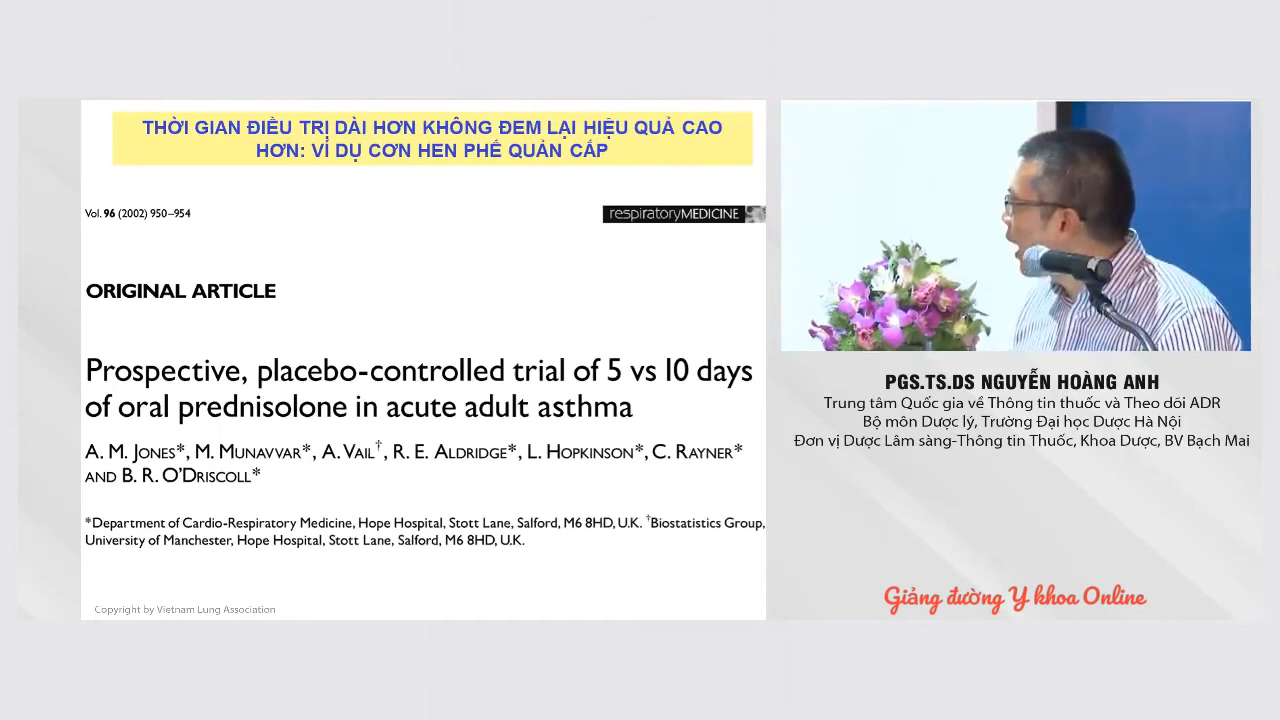 THỜI GIAN ĐIỀU TRỊ DÀI HƠN KHÔNG ĐEM LẠI HIỆU QUẢ CAO
HƠN: VÍ DỤ CƠN HEN PHẾ QUẢN CẤP
Vol. 96 (2002) 950–954
respiratoryMEDICINE
ORIGINAL ARTICLE
Prospective, placebo-controlled trial of 5 vs 10 days
of oral prednisolone in acute adult asthma
A. M. JONES*, M. MUNAVVAR*, A. VAIL†, R. E. ALDRIDGE*, L. HOPKINSON*, C. RAYNER*
AND B. R. O'DRISCOLL*
*Department of Cardio-Respiratory Medicine, Hope Hospital, Stott Lane, Salford, M6 8HD, U.K. †Biostatistics Group,
University of Manchester, Hope Hospital, Stott Lane, Salford, M6 8HD, U.K.
Copyright by Vietnam Lung Association
PGS.TS.DS NGUYỄN HOÀNG ANH
Trung tâm Quốc gia về Thông tin thuốc và Theo dõi ADR
Bộ môn Dược lý, Trường Đại học Dược Hà Nội
Đơn vị Dược Lâm sàng-Thông tin Thuốc, Khoa Dược, BV Bạch Mai
Giảng đường Y khoa Online